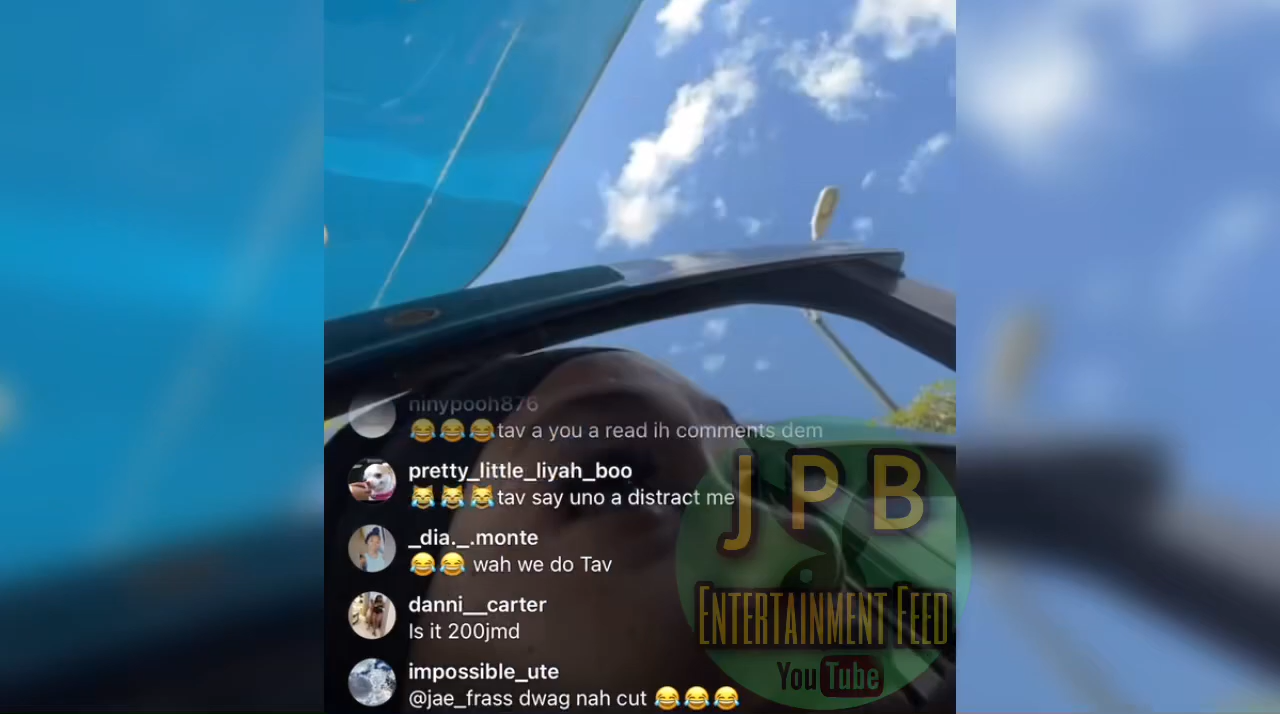 ninypooh876
😂😂😂tav a you a read ih comments dem
pretty_little_liyah_boo
😹😹😹tav say uno a distract me
_dia._.monte
😂😂 wah we do Tav
danni__carter
Is it 200jmd
impossible_ute
@jae_frass dwag nah cut 😂😂😂
JPB
ENTERTAINMENT FEED
YouTube